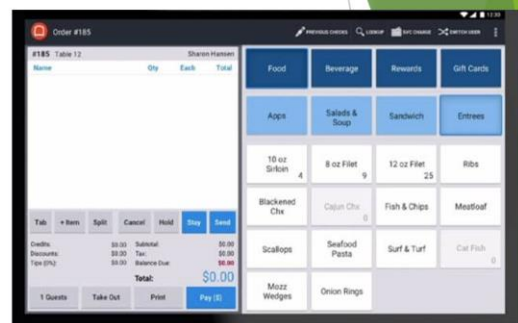 12:30
Order #185
PREVIOUS CHECKS LOOKUP SVC CHARGE SWITCH USER
#185 Table 12 Sharon Hansen
Name Qty Each Total
Tab +Item Split Cancel Hold Stay Send
Credits: $0.00 Subtotal: $0.00
Discounts: $0.00 Tax: $0.00
Tips (0%): $0.00 Balance Due: $0.00
Total: $0.00
1 Guests Take Out Print Pay ($)
Food Beverage Rewards Gift Cards
Apps Salads & Soup Sandwich Entrees
10 oz Sirloin 4
8 oz Filet 9
12 oz Filet 25
Ribs
Blackened Chx
Cajun Chx 0
Fish & Chips
Meatloaf
Scallops
Seafood Pasta
Surf & Turf
Cat Fish 0
Mozz Wedges
Onion Rings